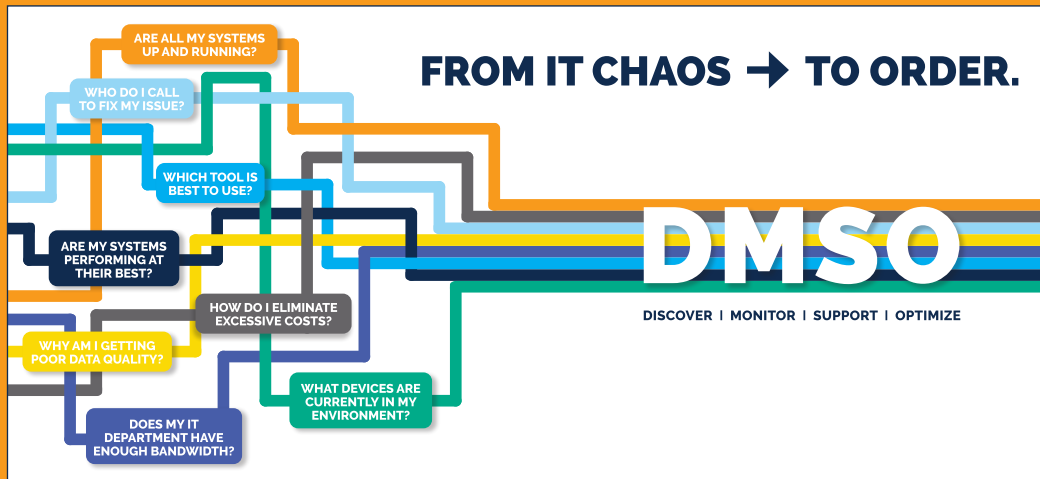 ARE ALL MY SYSTEMS
UP AND RUNNING?
FROM IT CHAOS → TO ORDER.
WHO DO I CALL
TO FIX MY ISSUE?
WHICH TOOL IS
BEST TO USE?
ARE MY SYSTEMS
PERFORMING AT
THEIR BEST?
DMSO
HOW DO I ELIMINATE
EXCESSIVE COSTS?
DISCOVER | MONITOR | SUPPORT | OPTIMIZE
WHY AM I GETTING
POOR DATA QUALITY?
WHAT DEVICES ARE
CURRENTLY IN MY
ENVIRONMENT?
DOES MY IT
DEPARTMENT HAVE
ENOUGH BANDWIDTH?